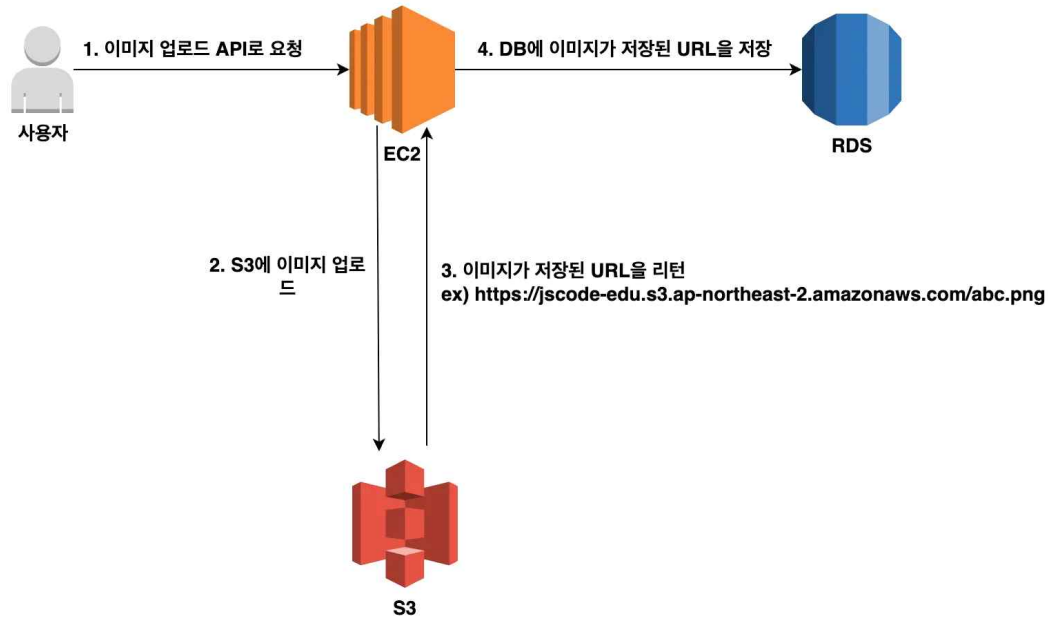 1. 이미지 업로드 API로 요청
4. DB에 이미지가 저장된 URL을 저장
사용자
EC2
RDS
2. S3에 이미지 업로
드
3. 이미지가 저장된 URL을 리턴
ex) https://jscode-edu.s3.ap-northeast-2.amazonaws.com/abc.png
S3